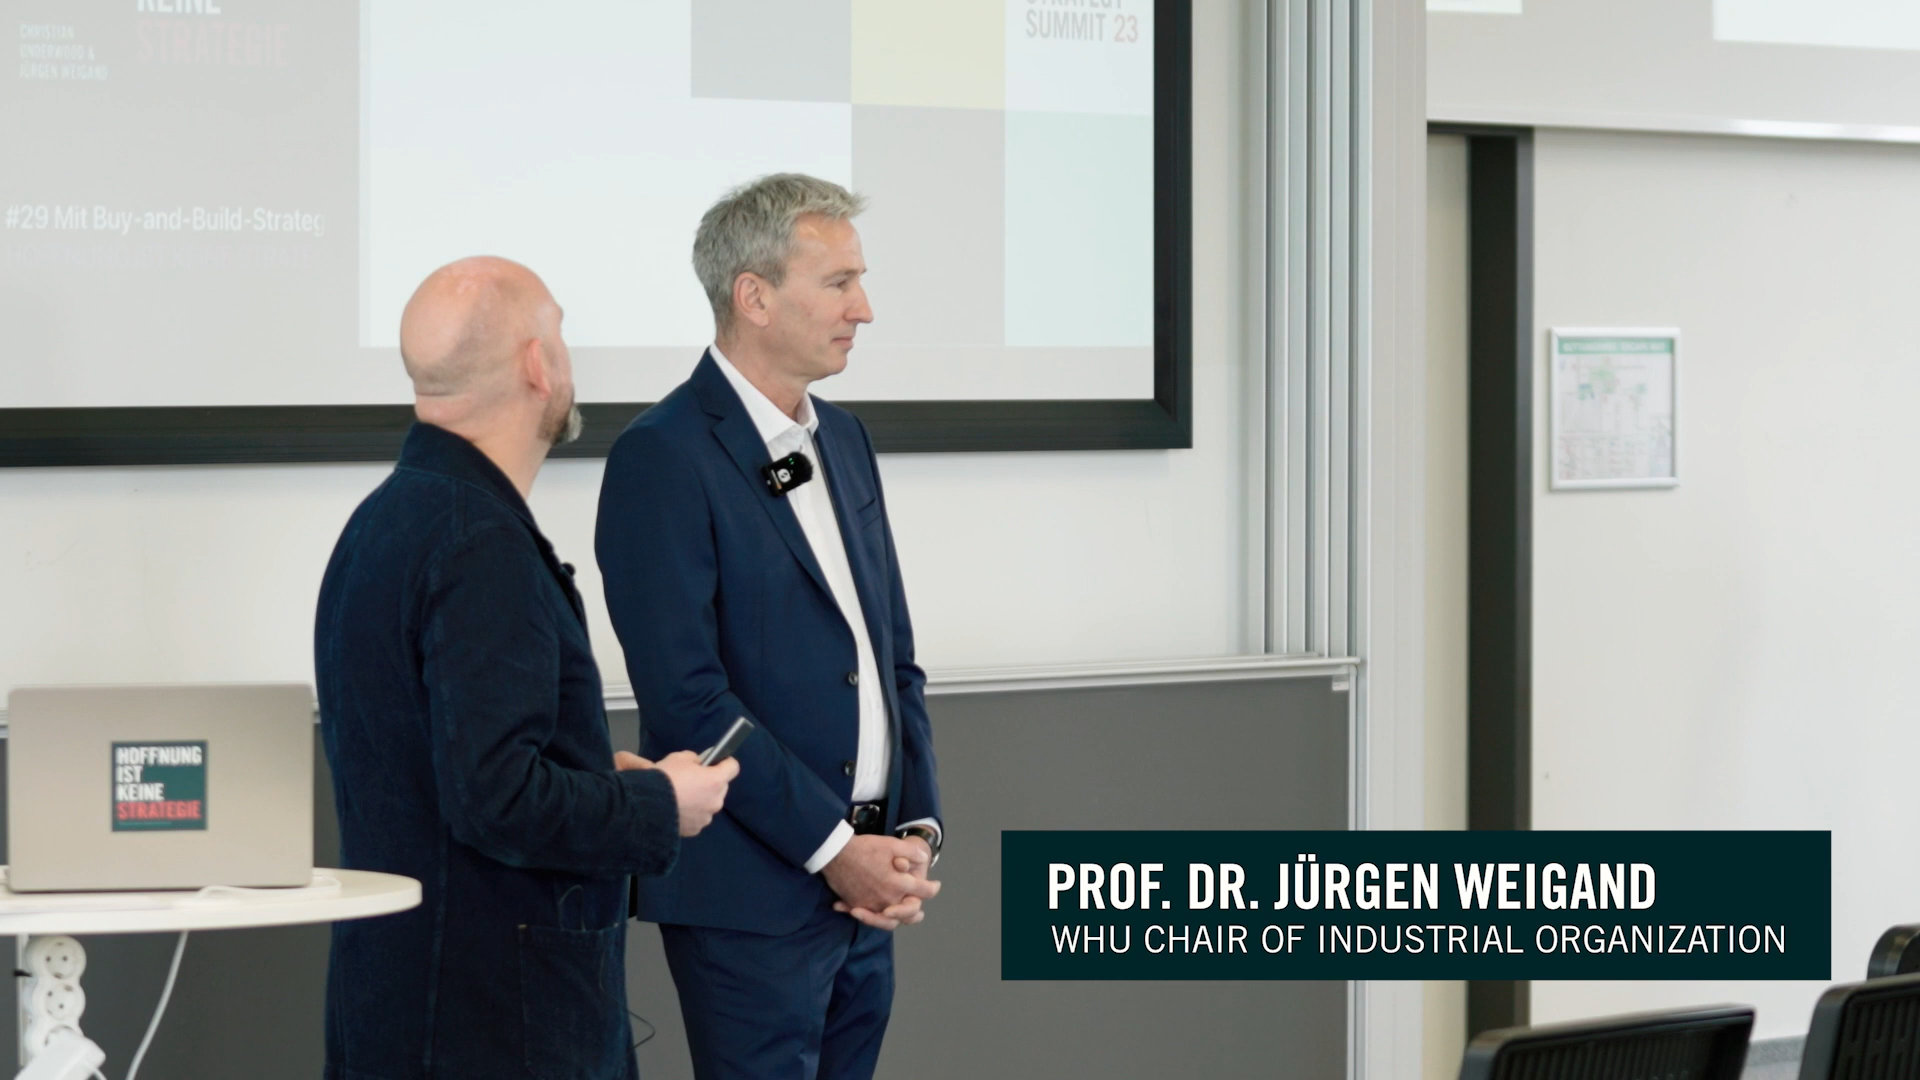 KEINE
STRATEGIE
CHRISTIAN
UNDERWOOD &
JÜRGEN WEIGAND
#29 Mit Buy-and-Build-Strateg
SUMMIT 23
HOFFNUNG
IST
KEINE
STRATEGIE
PROF. DR. JÜRGEN WEIGAND
WHU CHAIR OF INDUSTRIAL ORGANIZATION